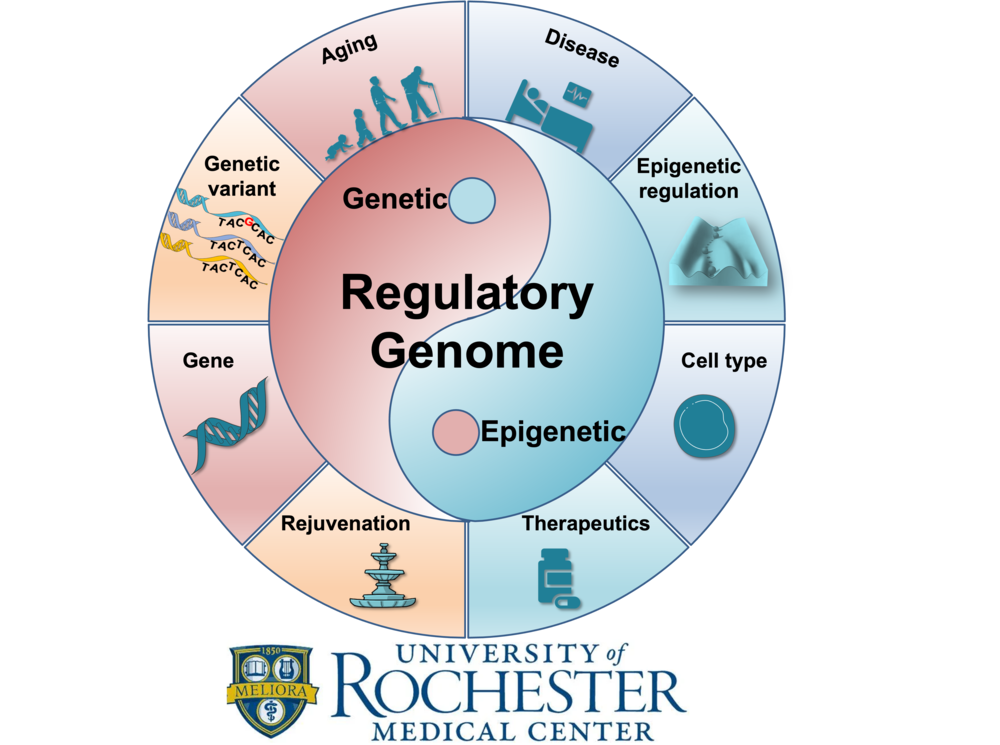 Aging
Disease
Genetic
variant
TACGCAC
TACTCAC
TACTCAC
Epigenetic
regulation
Genetic
Regulatory
Genome
Gene
Cell type
Epigenetic
Rejuvenation
Therapeutics
1850
MELIORA
UNIVERSITY of
ROCHESTER
MEDICAL CENTER